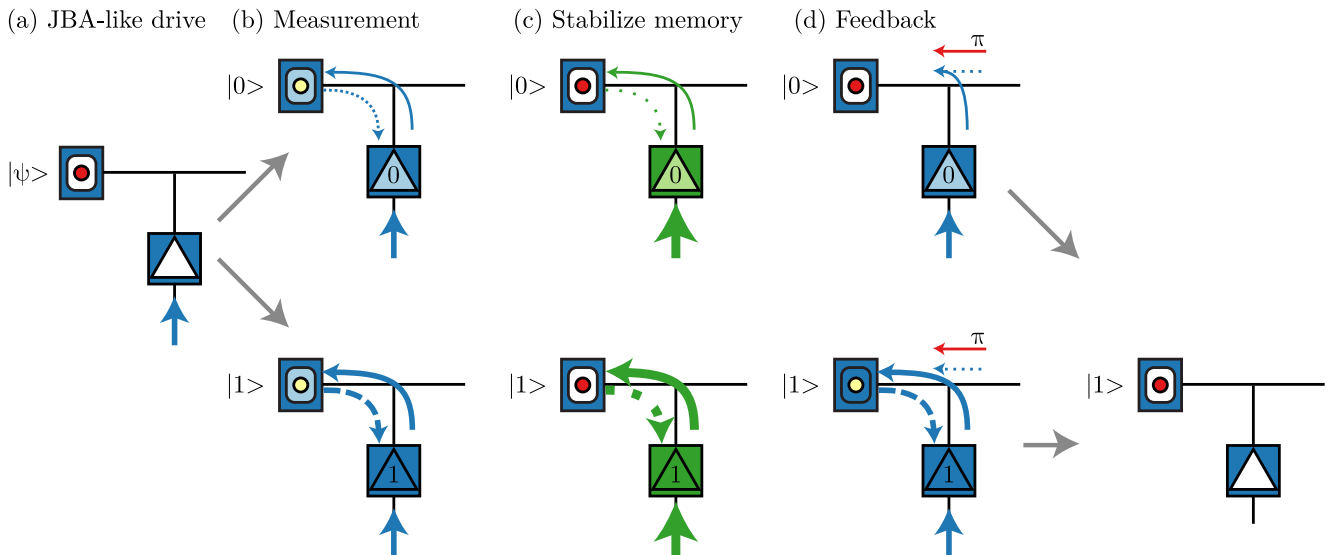 (a) JBA-like drive
(b) Measurement
(c) Stabilize memory
(d) Feedback
π
|0>
|0>
|0>
0
0
0
|ψ>
π
|1>
|1>
|1>
|1>
1
1
1